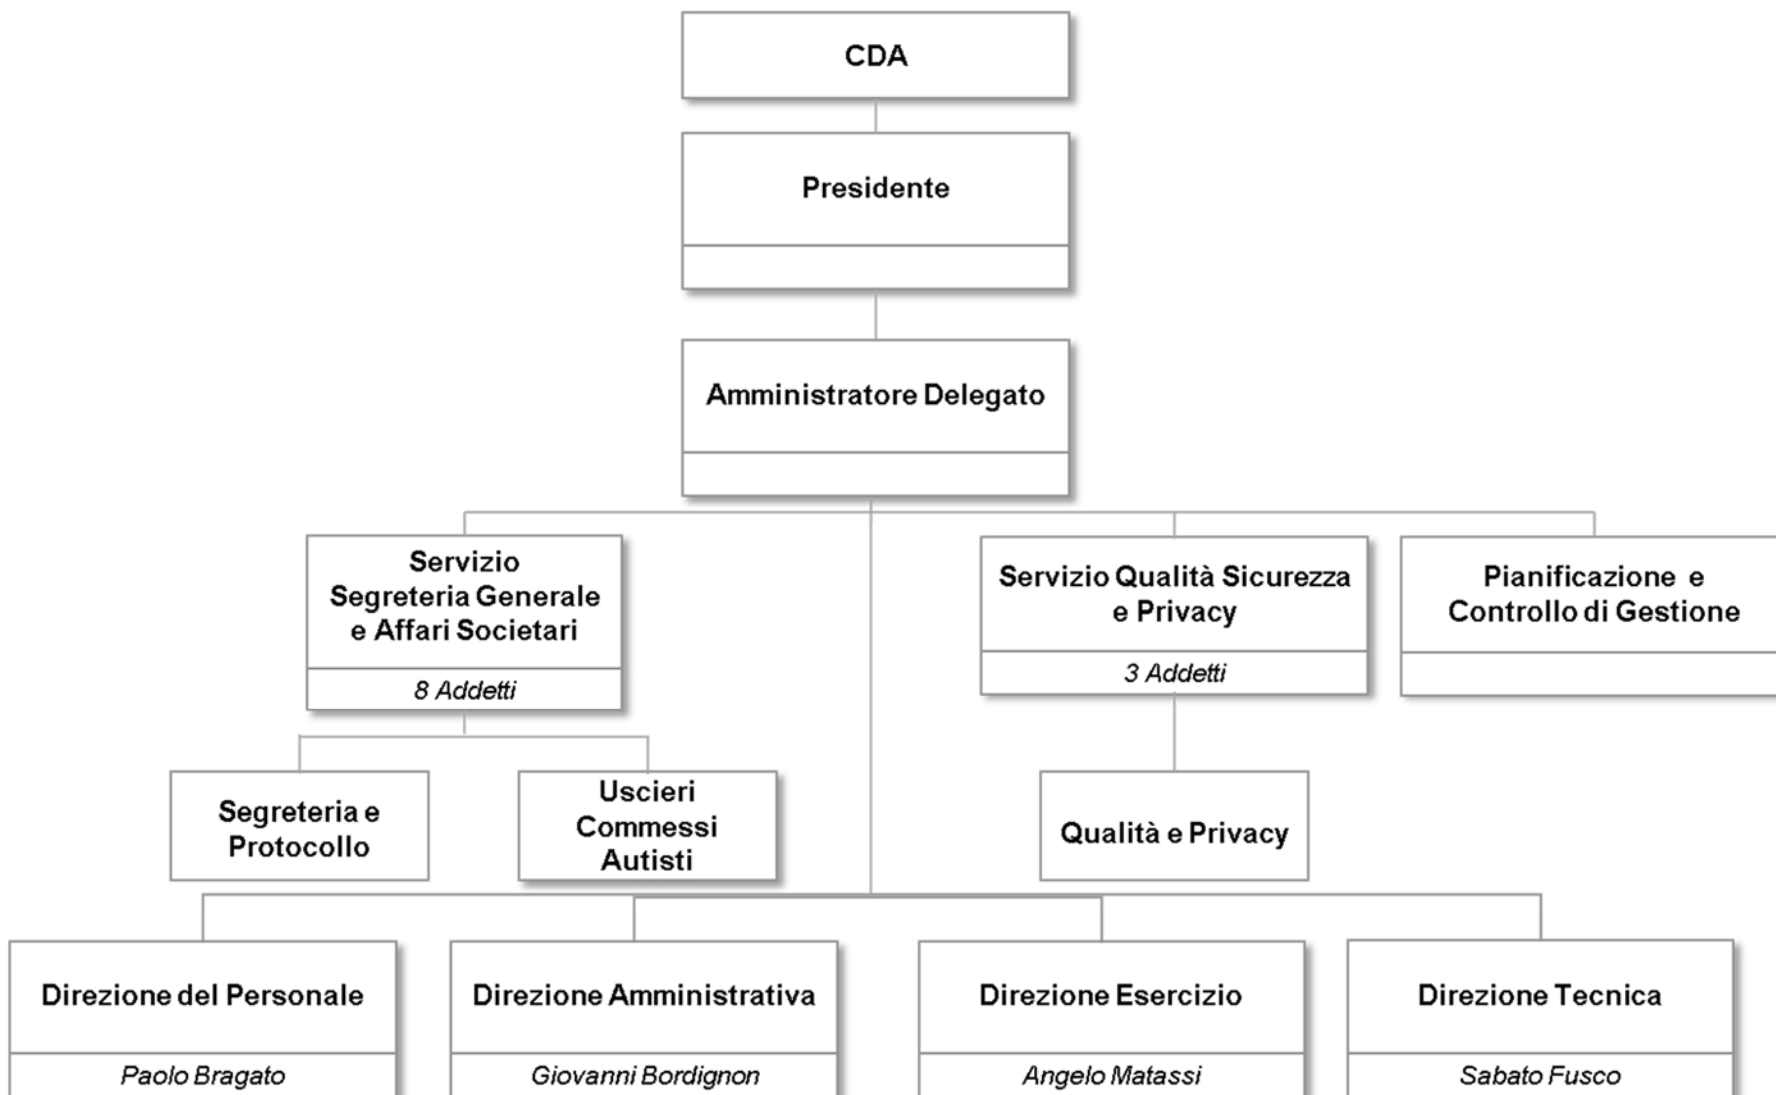 CDA
Presidente
Amministratore Delegato
Servizio
Segreteria Generale
e Affari Societari
8 Addetti
Servizio Qualità Sicurezza
e Privacy
3 Addetti
Pianificazione e
Controllo di Gestione
Segreteria e
Protocollo
Uscieri
Commessi
Autisti
Qualità e Privacy
Direzione del Personale
Paolo Bragato
Direzione Amministrativa
Giovanni Bordignon
Direzione Esercizio
Angelo Matassi
Direzione Tecnica
Sabato Fusco